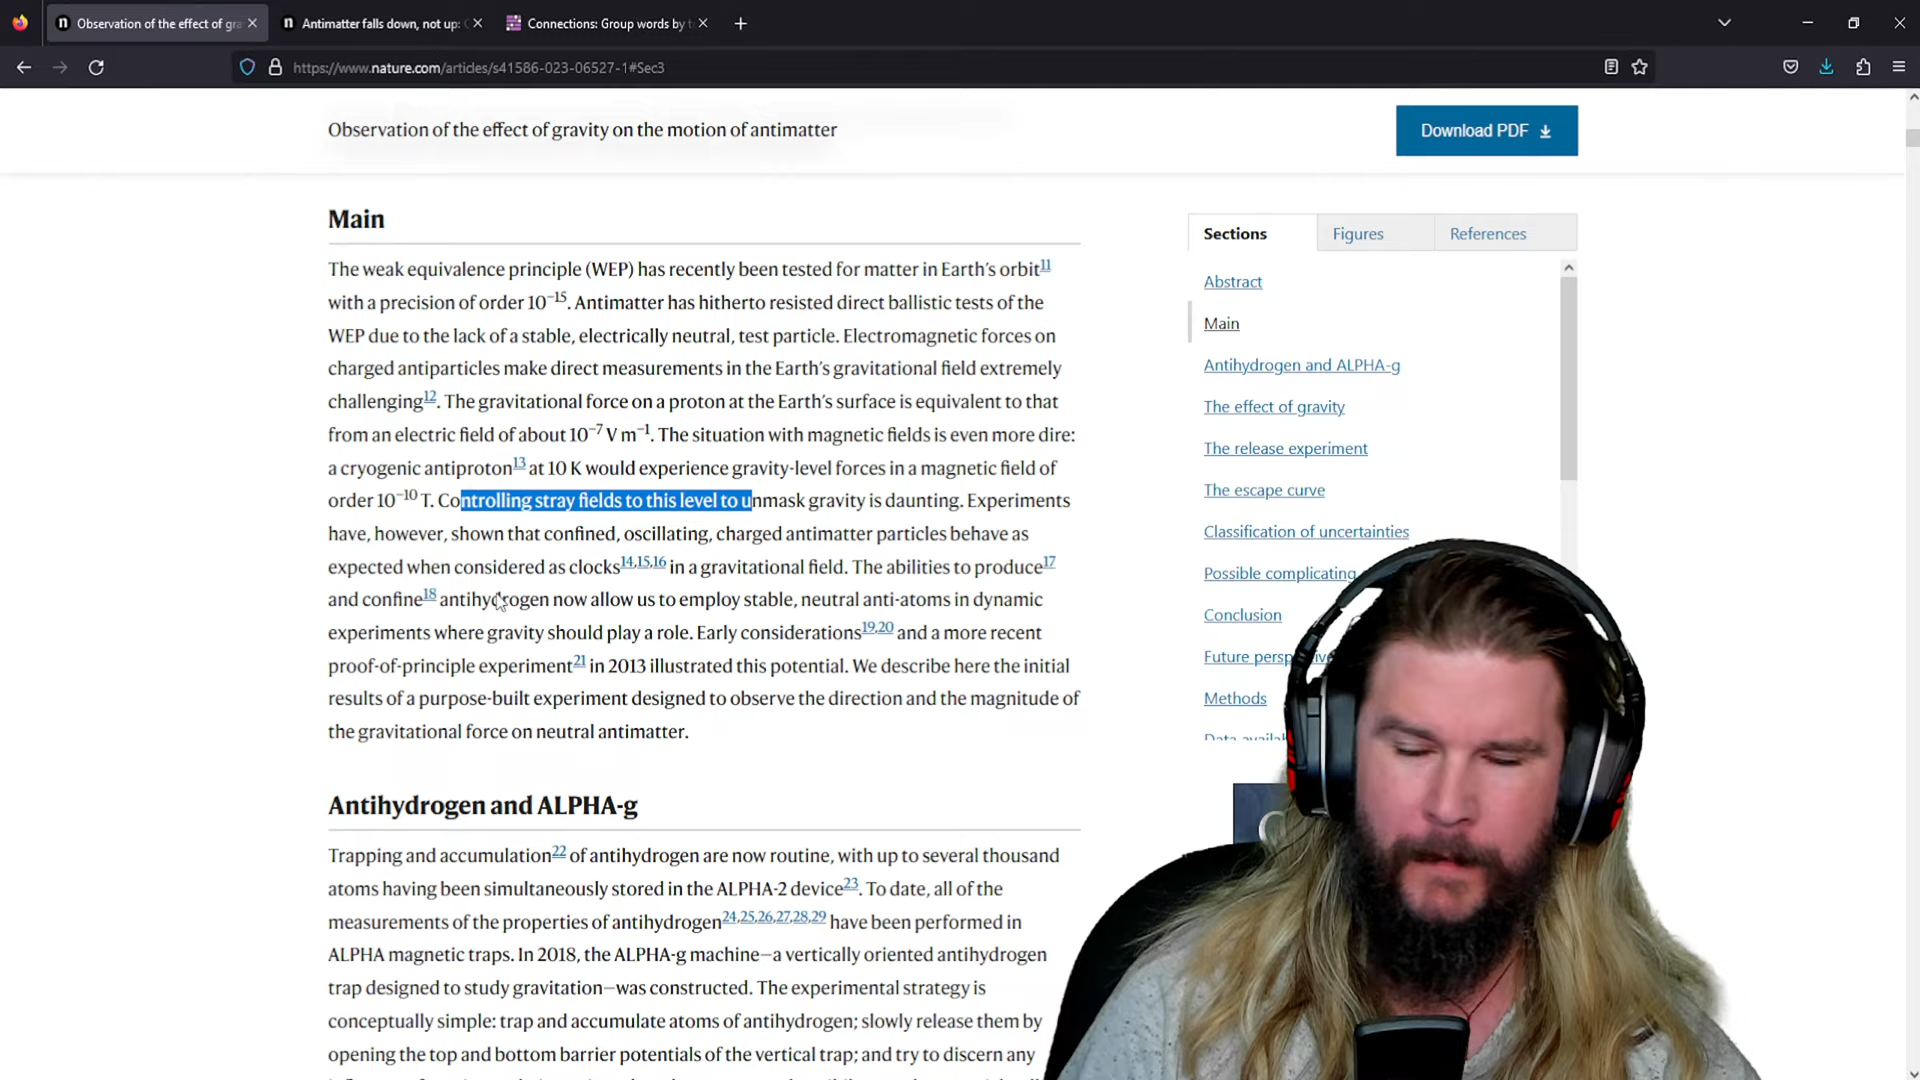 Observation of the effect of gra
Antimatter falls down, not up:
Connections: Group words by t
https://www.nature.com/articles/s41586-023-06527-1#Sec3
Observation of the effect of gravity on the motion of antimatter
Download PDF
Main
The weak equivalence principle (WEP) has recently been tested for matter in Earth's orbit11
with a precision of order 10−15. Antimatter has hitherto resisted direct ballistic tests of the
WEP due to the lack of a stable, electrically neutral, test particle. Electromagnetic forces on
charged antiparticles make direct measurements in the Earth's gravitational field extremely
challenging12. The gravitational force on a proton at the Earth's surface is equivalent to that
from an electric field of about 10−7 V m−1. The situation with magnetic fields is even more dire:
a cryogenic antiproton13 at 10 K would experience gravity-level forces in a magnetic field of
order 10−10 T. Controlling stray fields to this level to unmask gravity is daunting. Experiments
have, however, shown that confined, oscillating, charged antimatter particles behave as
expected when considered as clocks14,15,16 in a gravitational field. The abilities to produce17
and confine18 antihydrogen now allow us to employ stable, neutral anti-atoms in dynamic
experiments where gravity should play a role. Early considerations19,20 and a more recent
proof-of-principle experiment21 in 2013 illustrated this potential. We describe here the initial
results of a purpose-built experiment designed to observe the direction and the magnitude of
the gravitational force on neutral antimatter.
Antihydrogen and ALPHA-g
Trapping and accumulation22 of antihydrogen are now routine, with up to several thousand
atoms having been simultaneously stored in the ALPHA-2 device23. To date, all of the
measurements of the properties of antihydrogen24,25,26,27,28,29 have been performed in
ALPHA magnetic traps. In 2018, the ALPHA-g machine—a vertically oriented antihydrogen
trap designed to study gravitation—was constructed. The experimental strategy is
conceptually simple: trap and accumulate atoms of antihydrogen; slowly release them by
opening the top and bottom barrier potentials of the vertical trap; and try to discern any
Sections
Figures
References
Abstract
Main
Antihydrogen and ALPHA-g
The effect of gravity
The release experiment
The escape curve
Classification of uncertainties
Possible complicating
Conclusion
Future perspective
Methods